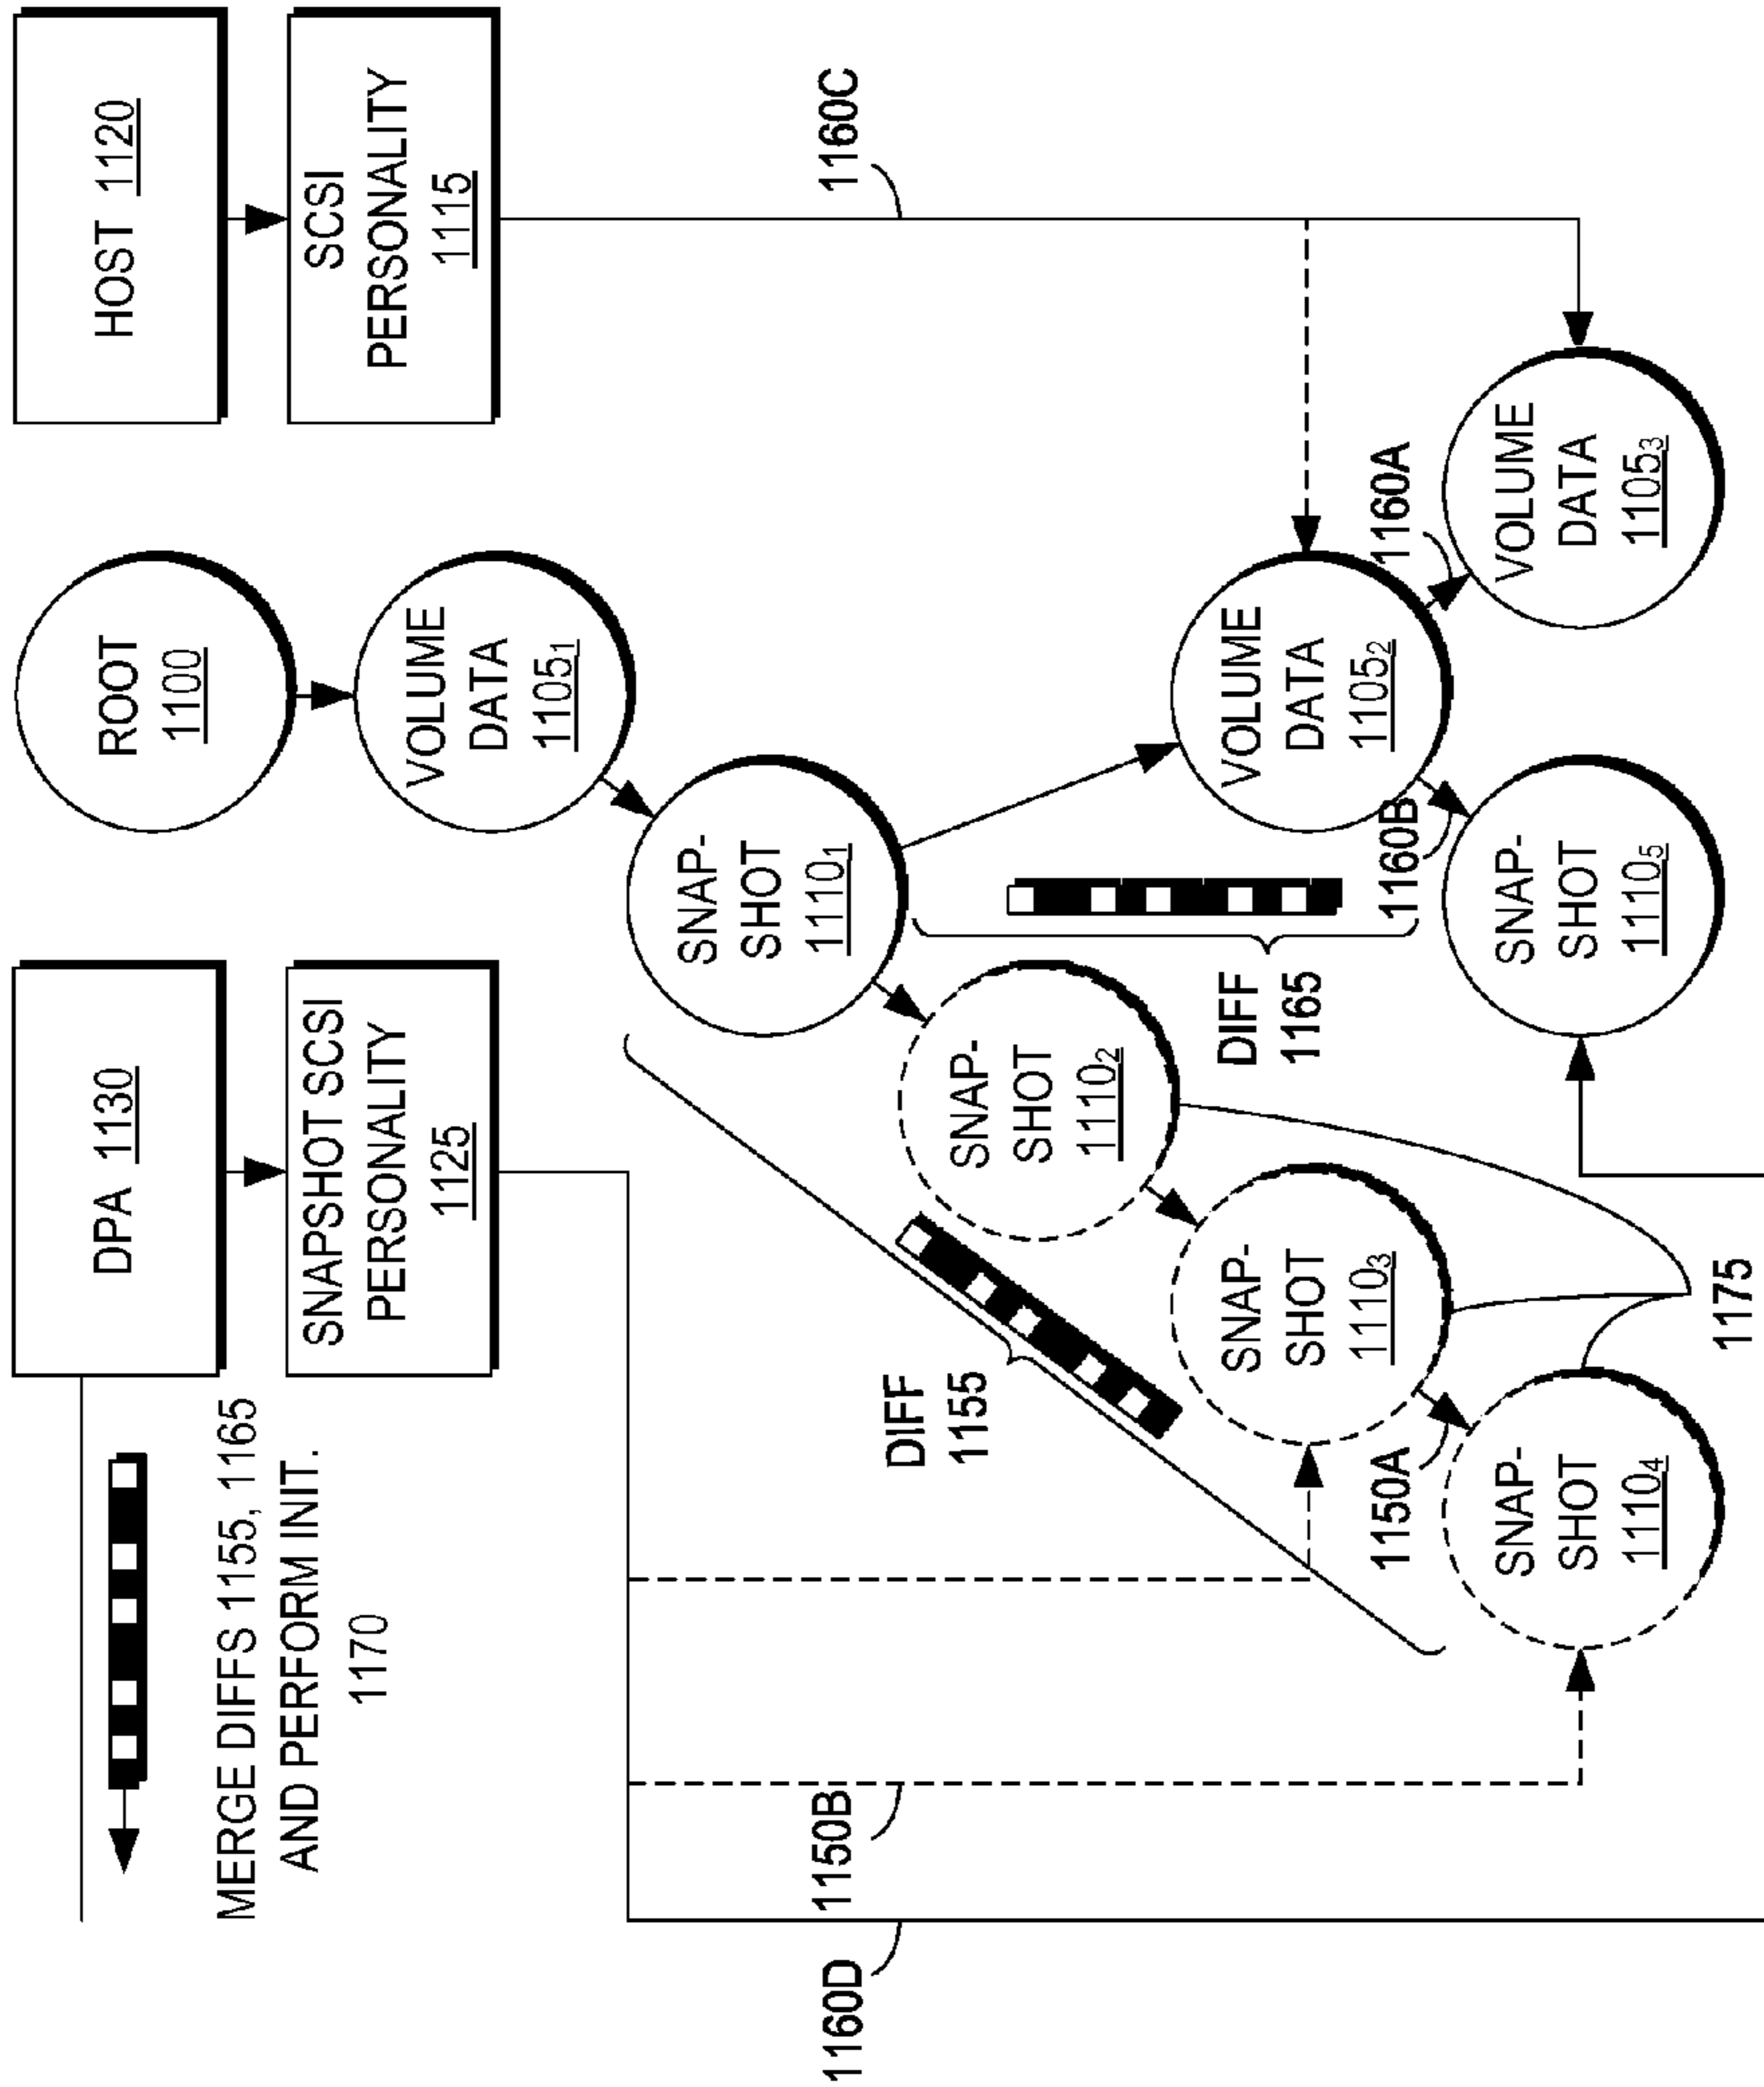 DPA 1130
ROOT
1100
HOST 1120
MERGE DIFFS 1155, 1165
AND PERFORM INIT.
1170
SNAPSHOT SCSI
PERSONALITY
1125
VOLUME
DATA
1105₁
SCSI
PERSONALITY
1115
SNAP-
SHOT
1110₁
1160D
1150B
1160C
DIFF
1155
SNAP-
SHOT
1110₂
DIFF
1165
SNAP-
SHOT
1110₃
VOLUME
DATA
1105₂
1150A
1160B
1160A
SNAP-
SHOT
1110₄
SNAP-
SHOT
1110₅
VOLUME
DATA
1105₃
1175